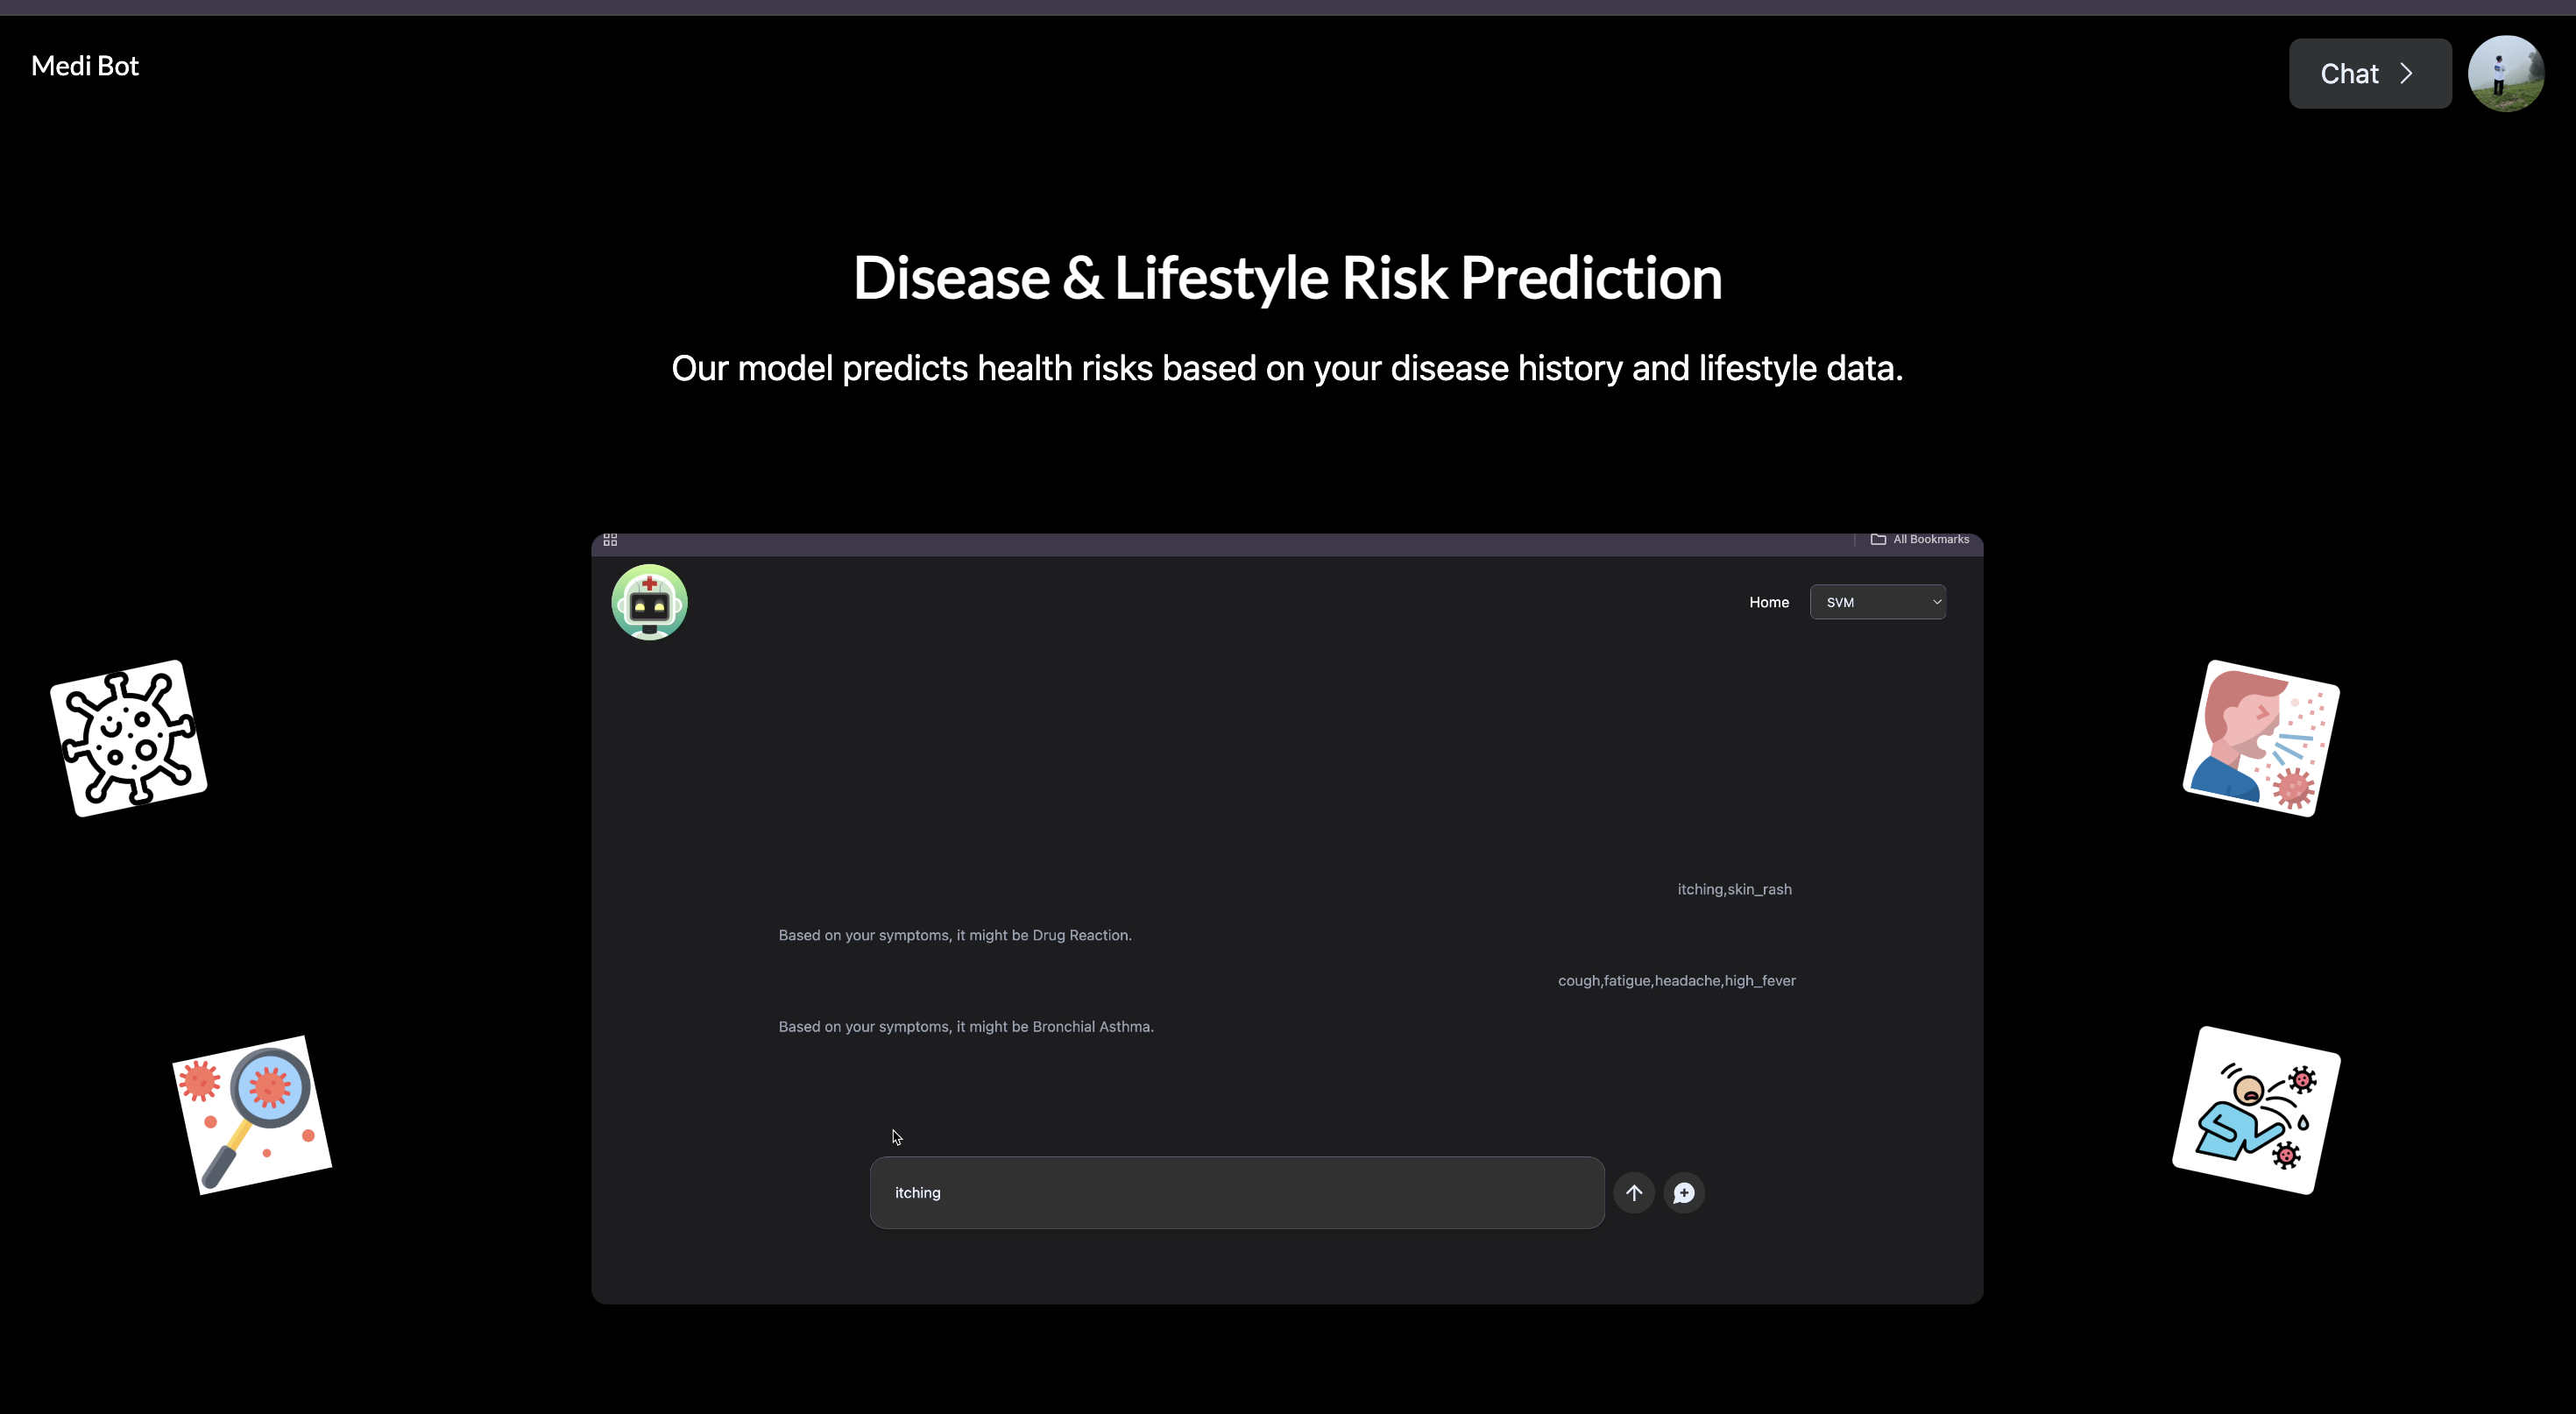 Medi Bot
Chat
Disease & Lifestyle Risk Prediction
Our model predicts health risks based on your disease history and lifestyle data.
All Bookmarks
Home
SVM
itching,skin_rash
Based on your symptoms, it might be Drug Reaction.
cough,fatigue,headache,high_fever
Based on your symptoms, it might be Bronchial Asthma.
itching